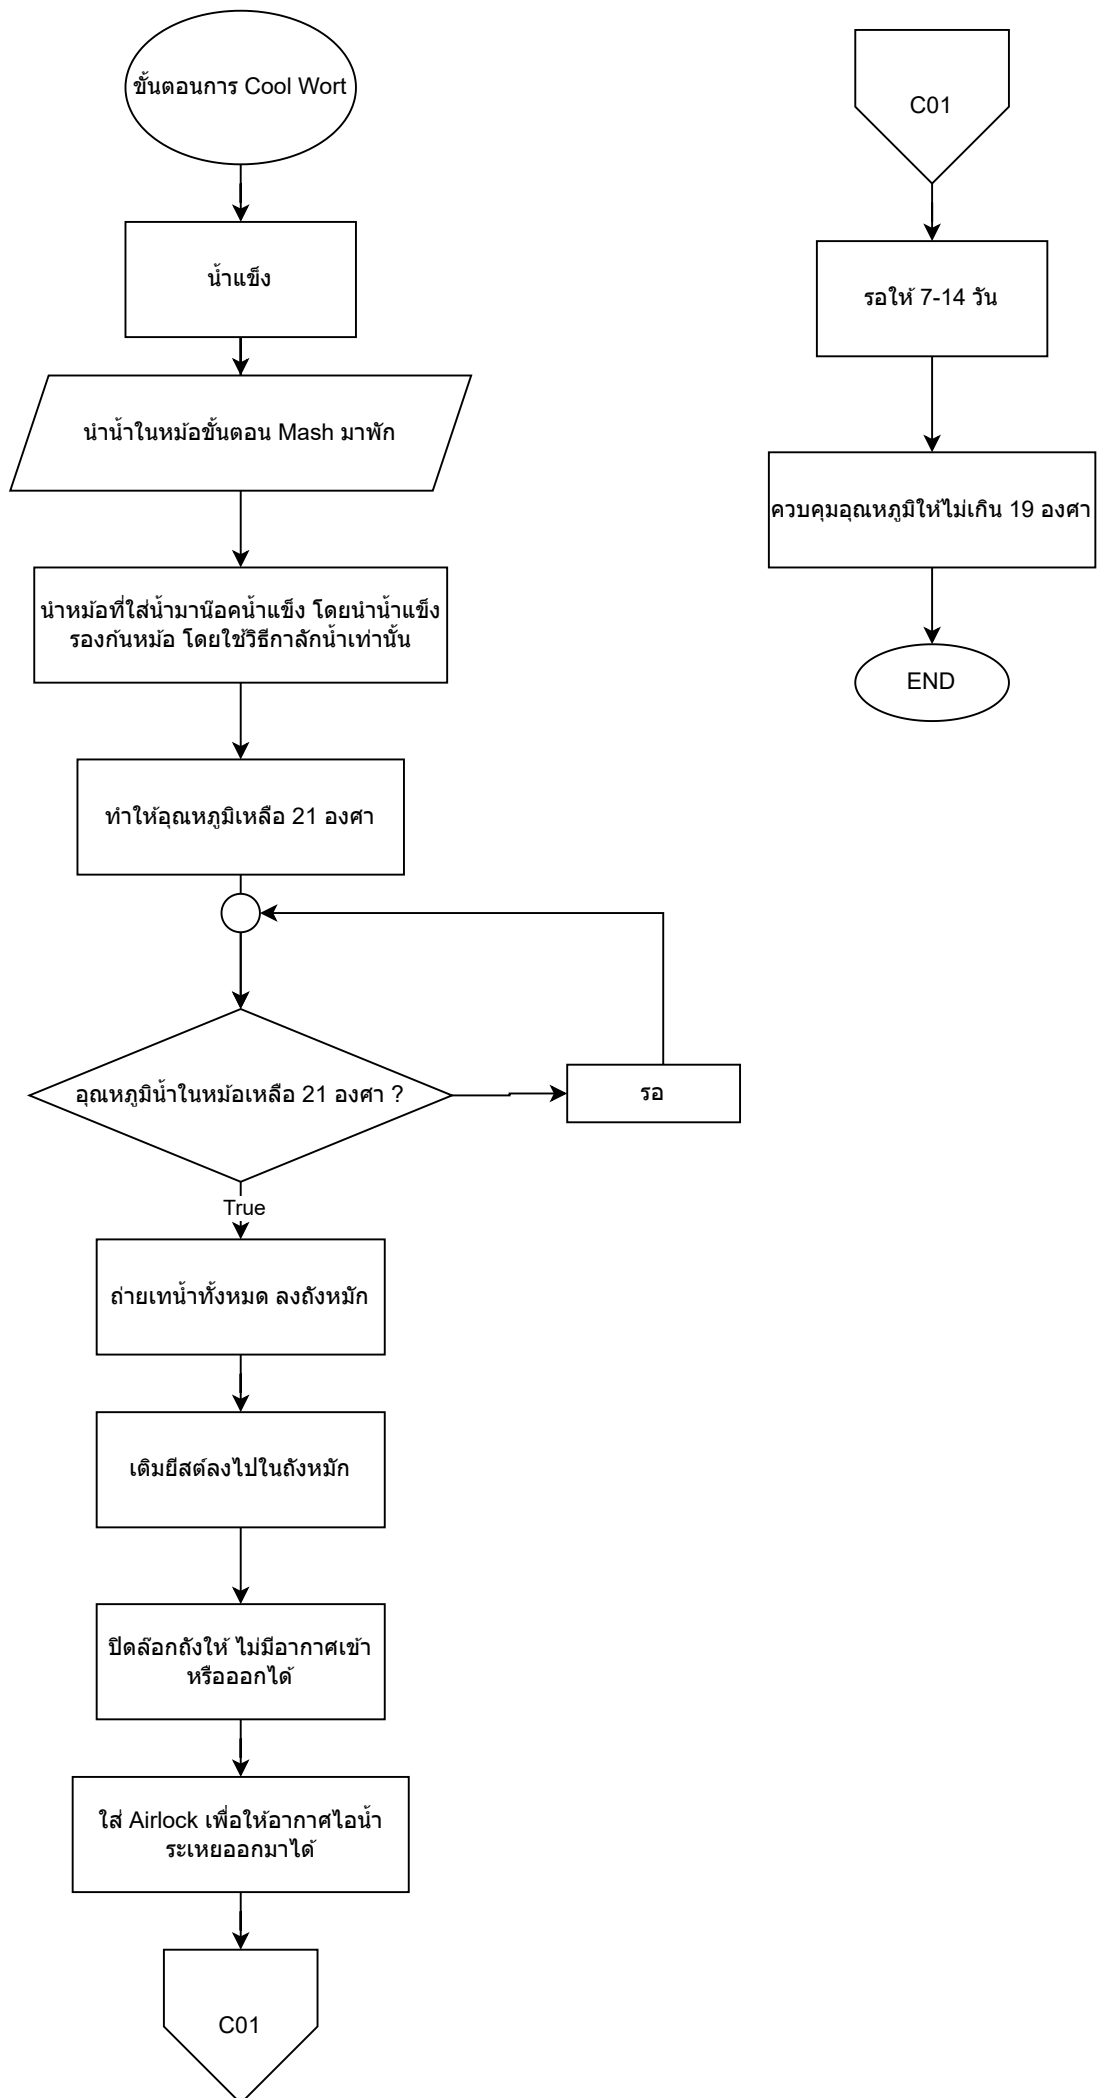 ขั้นตอนการ Cool Wort
น้ำแข็ง
นำน้ำในหม้อขั้นตอน Mash มาพัก
นำหม้อที่ใส่น้ำมาน๊อคน้ำแข็ง โดยนำน้ำแข็ง
รองก้นหม้อ โดยใช้วิธีกาลักน้ำเท่านั้น
ทำให้อุณหภูมิเหลือ 21 องศา
อุณหภูมิน้ำในหม้อเหลือ 21 องศา ?
รอ
True
ถ่ายเทน้ำทั้งหมด ลงถังหมัก
เติมยีสต์ลงไปในถังหมัก
ปิดล๊อกถังให้ ไม่มีอากาศเข้า
หรือออกได้
ใส่ Airlock เพื่อให้อากาศไอน้ำ
ระเหยออกมาได้
C01
C01
รอให้ 7-14 วัน
ควบคุมอุณหภูมิให้ไม่เกิน 19 องศา
END